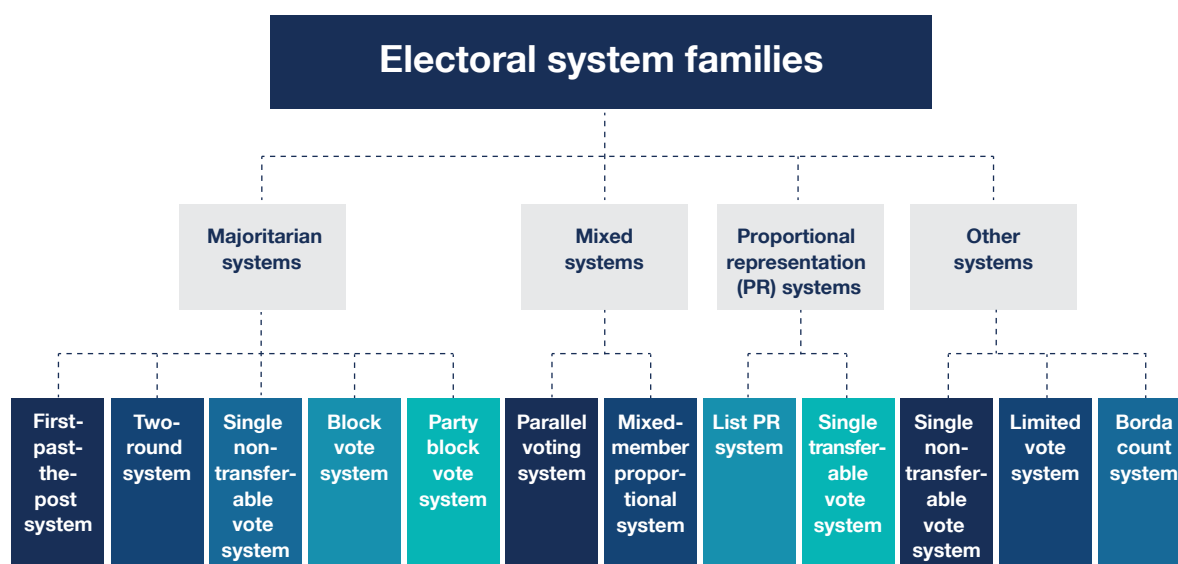 Electoral system families
Majoritarian
systems
Mixed
systems
Proportional
representation
(PR) systems
Other
systems
First-
past-
the-
post
system
Two-
round
system
Single
non-
transfer-
able
vote
system
Block
vote
system
Party
block
vote
system
Parallel
voting
system
Mixed-
member
propor-
tional
system
List PR
system
Single
transfer-
able
vote
system
Single
non-
transfer-
able
vote
system
Limited
vote
system
Borda
count
system